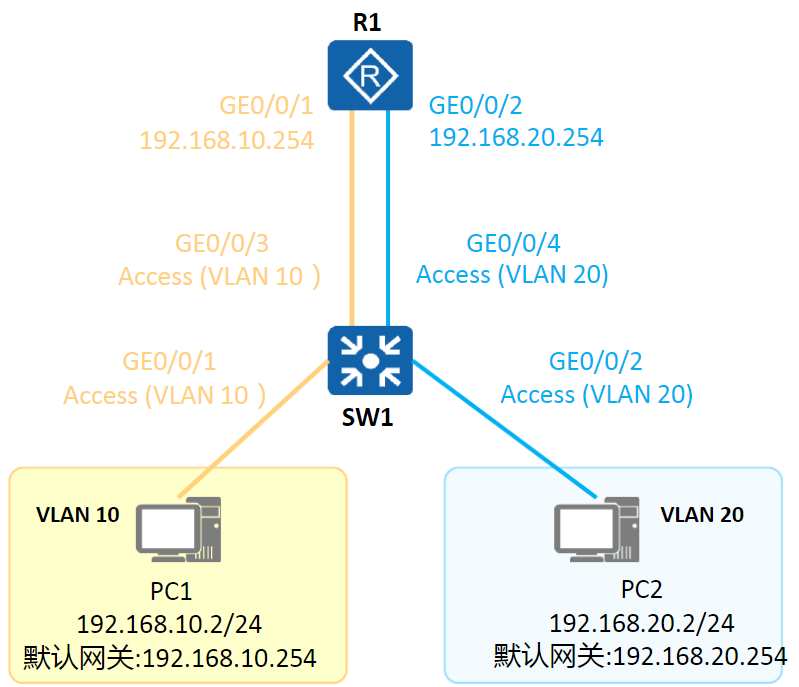 R1
R
GE0/0/1
192.168.10.254
GE0/0/2
192.168.20.254
GE0/0/3
Access (VLAN 10 )
GE0/0/4
Access (VLAN 20)
GE0/0/1
Access (VLAN 10 )
GE0/0/2
Access (VLAN 20)
SW1
VLAN 10
PC1
192.168.10.2/24
默认网关:192.168.10.254
VLAN 20
PC2
192.168.20.2/24
默认网关:192.168.20.254